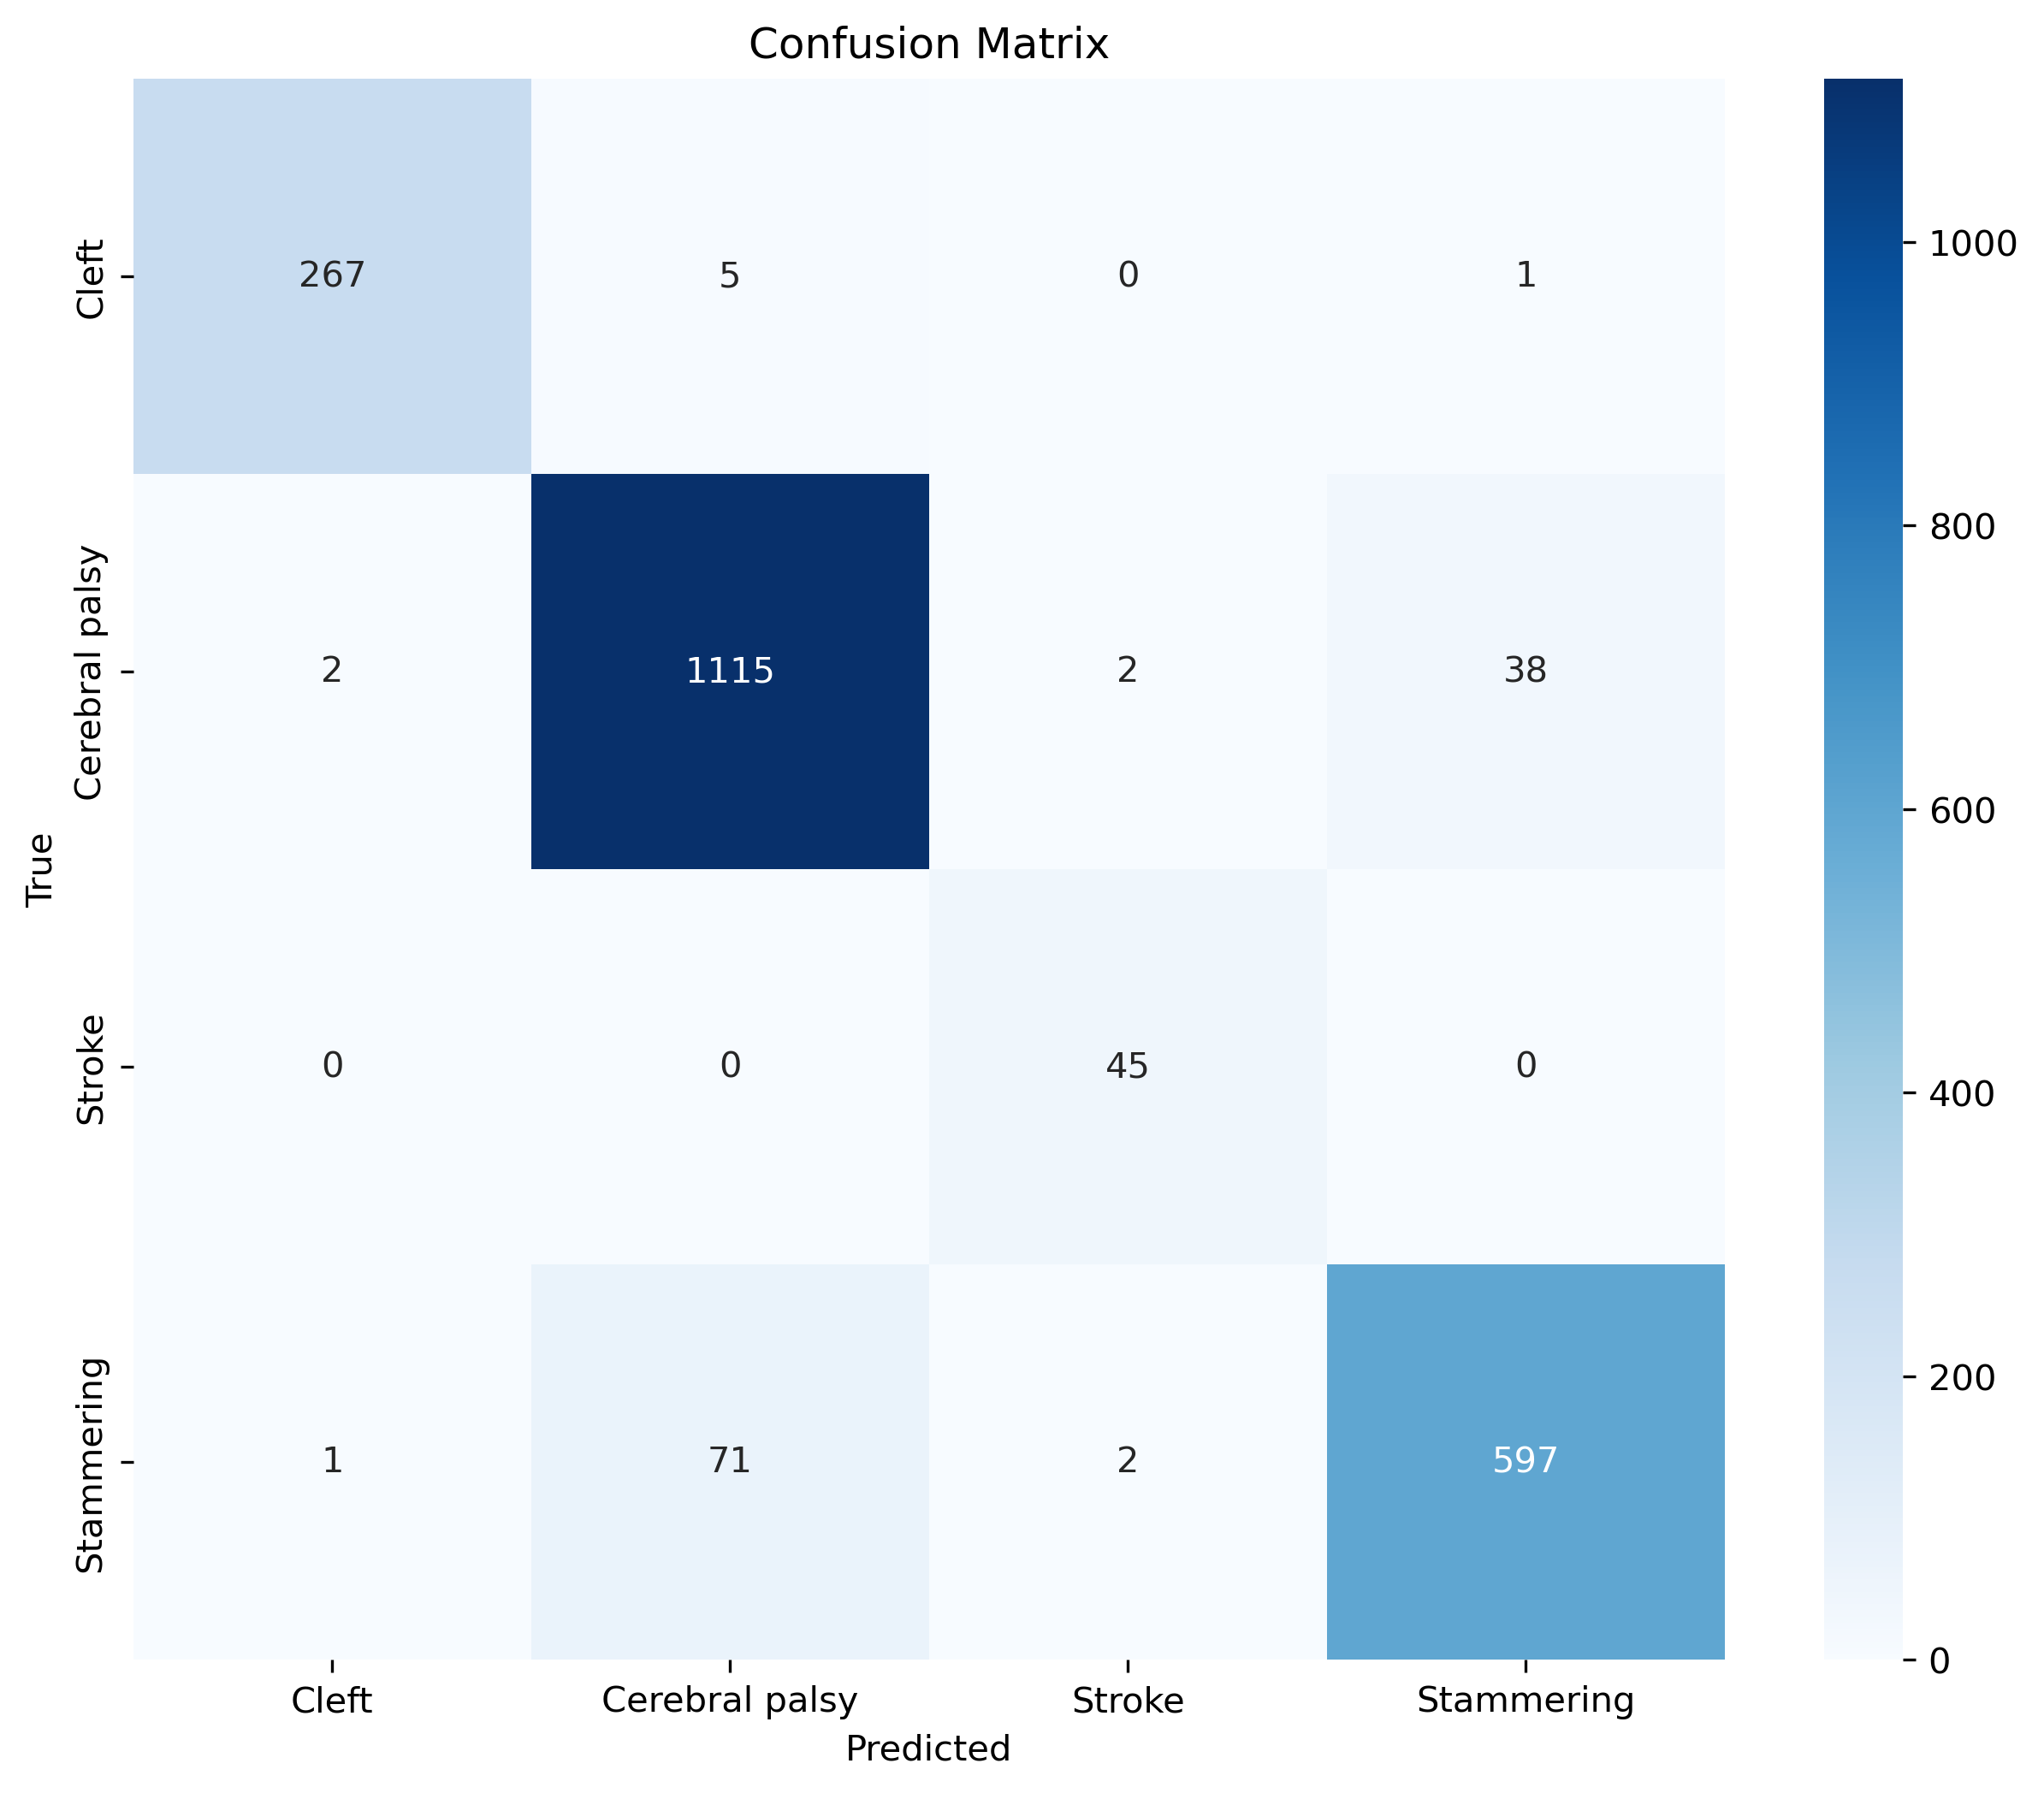 Confusion Matrix
Cleft 267 5 0 1
Cerebral palsy 2 1115 2 38
Stroke 0 0 45 0
Stammering 1 71 2 597
True
Cleft Cerebral palsy Stroke Stammering
Predicted
1000
800
600
400
200
0